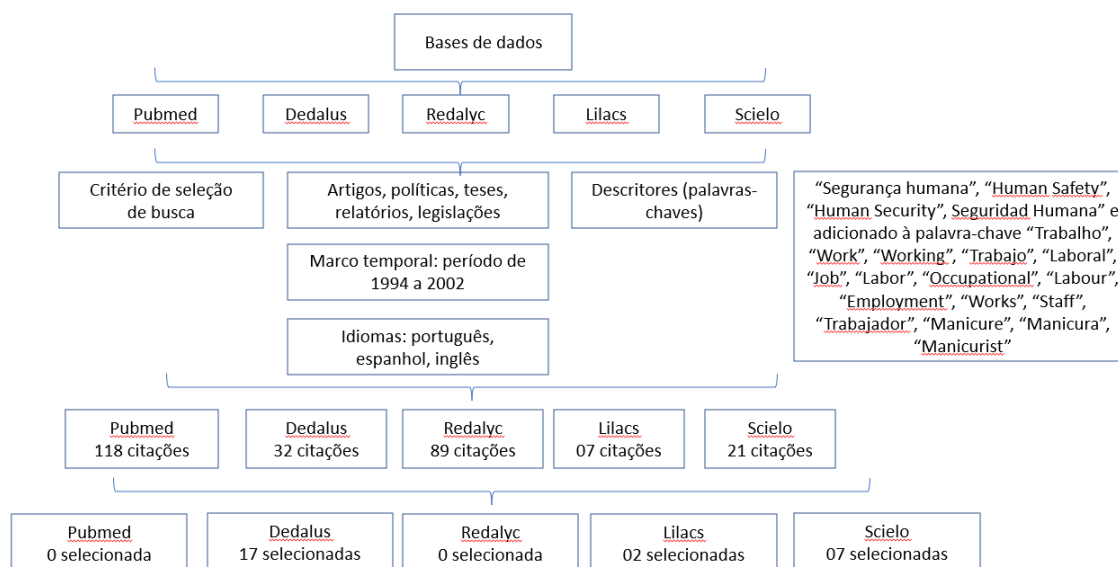 Bases de dados
Pubmed
Dedalus
Redalyc
Lilacs
Scielo
Critério de seleção
de busca
Artigos, políticas, teses,
relatórios, legislações
Descritores (palavras-
chaves)
“Segurança humana”, “Human Safety”,
“Human Security”, Seguridad Humana” e
adicionado à palavra-chave “Trabalho”,
“Work”, “Working”, “Trabajo”, “Laboral”,
“Job”, “Labor”, “Occupational”, “Labour”,
“Employment”, “Works”, “Staff”,
“Trabajador”, “Manicure”, “Manicura”,
“Manicurist”
Marco temporal: período de
1994 a 2002
Idiomas: português,
espanhol, inglês
Pubmed
118 citações
Dedalus
32 citações
Redalyc
89 citações
Lilacs
07 citações
Scielo
21 citações
Pubmed
0 selecionada
Dedalus
17 selecionadas
Redalyc
0 selecionada
Lilacs
02 selecionadas
Scielo
07 selecionadas